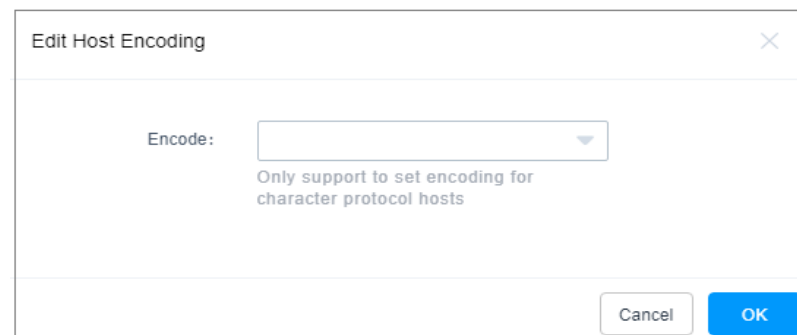 Edit Host Encoding
Encode:
Only support to set encoding for
character protocol hosts
Cancel
OK